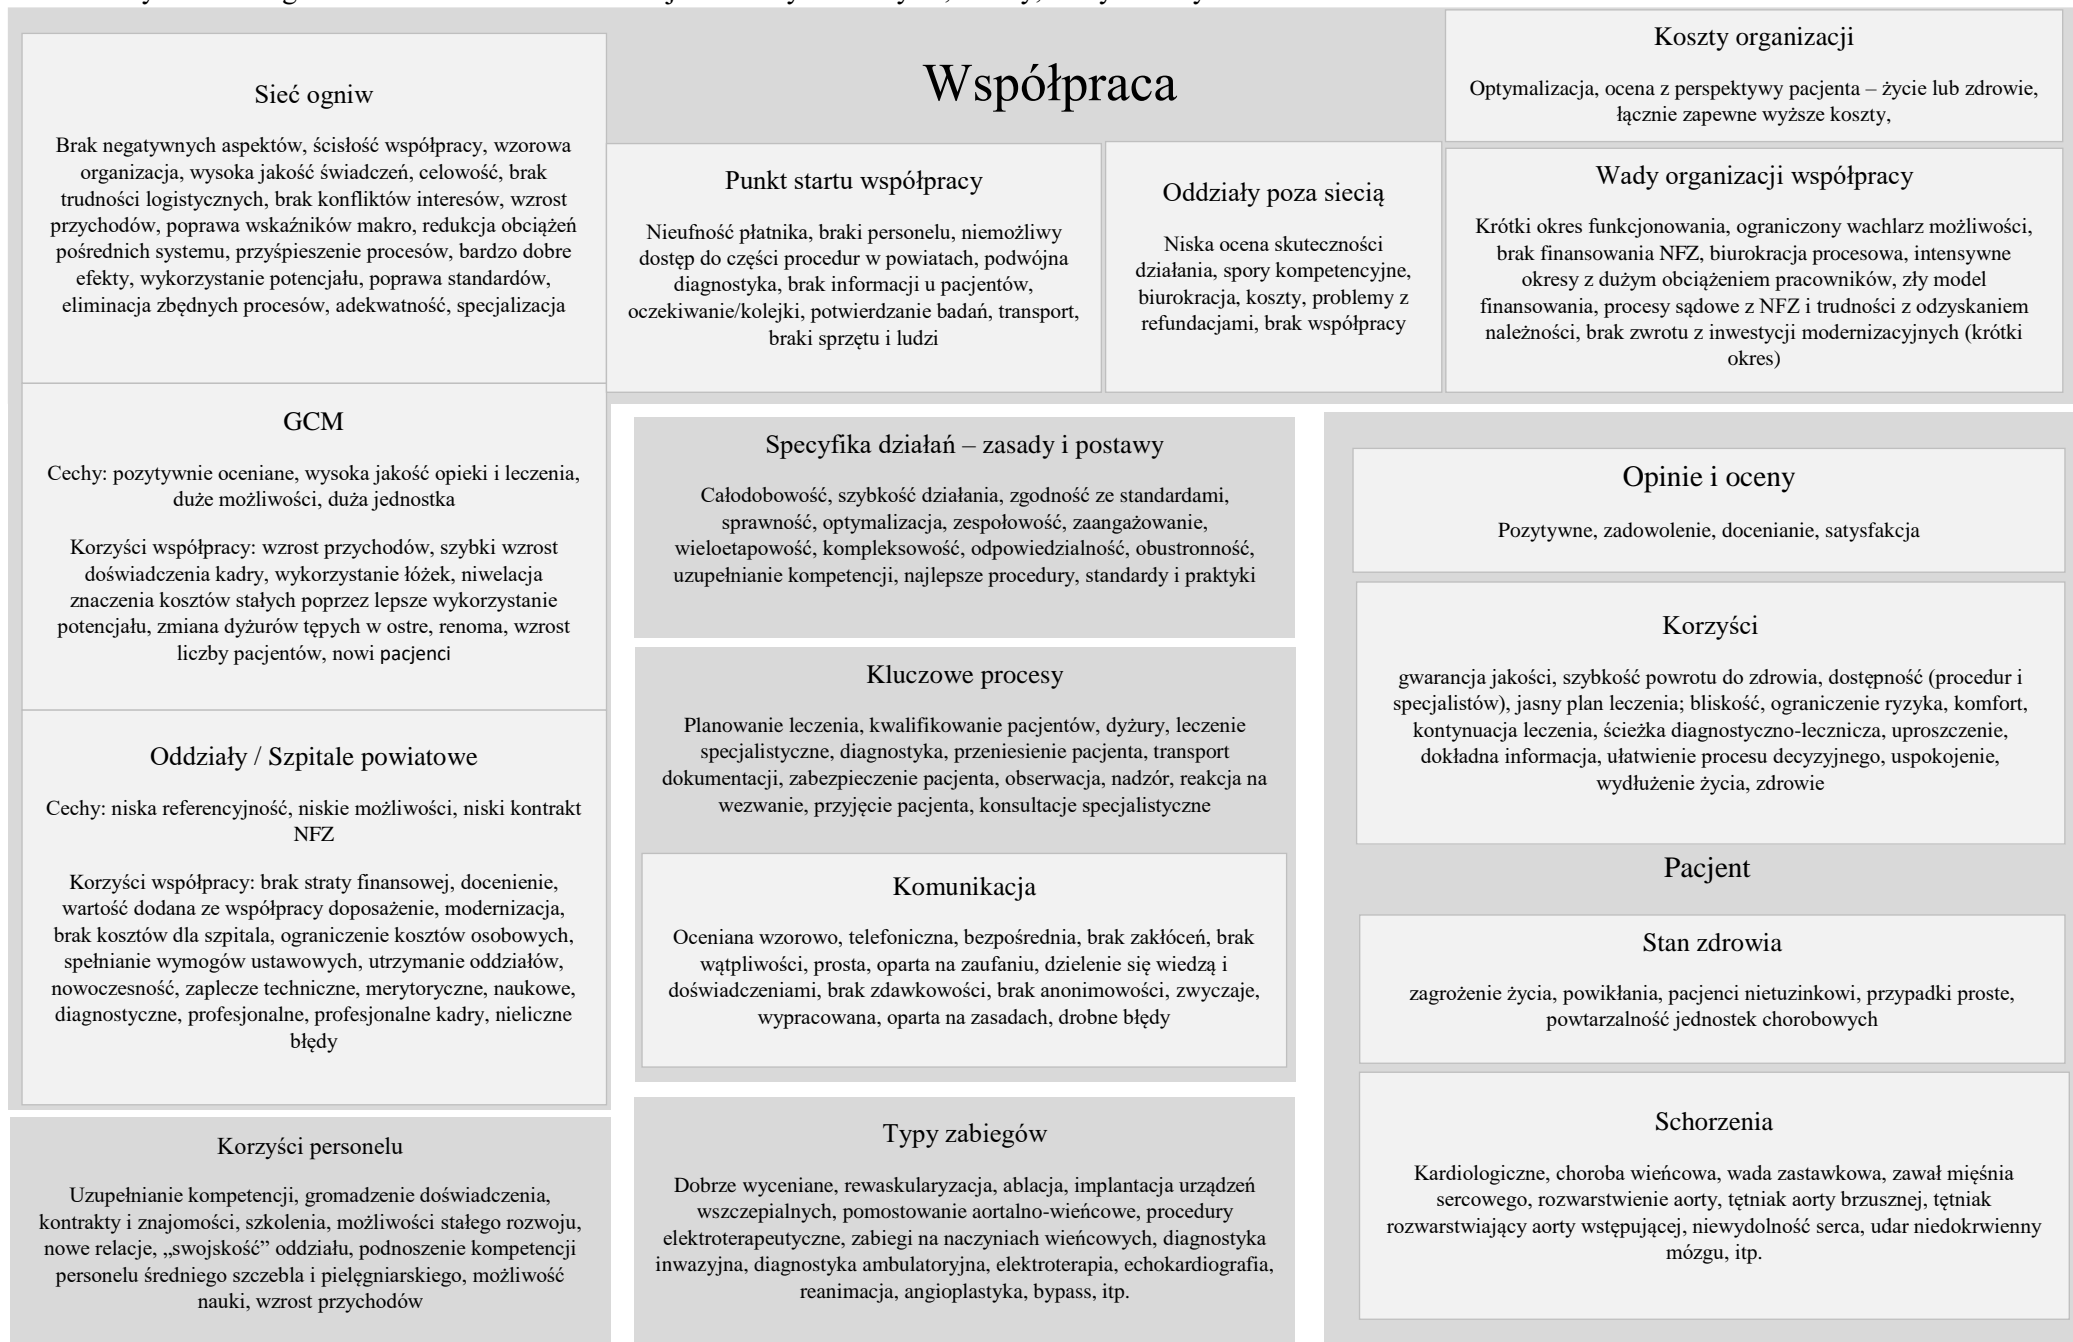 Współpraca
Sieć ogniw
Brak negatywnych aspektów, ścisłość współpracy, wzorowa
organizacja, wysoka jakość świadczeń, celowość, brak
trudności logistycznych, brak konfliktów interesów, wzrost
przychodów, poprawa wskaźników makro, redukcja obciążeń
pośrednich systemu, przyśpieszenie procesów, bardzo dobre
efekty, wykorzystanie potencjału, poprawa standardów,
eliminacja zbędnych procesów, adekwatność, specjalizacja
GCM
Cechy: pozytywnie oceniane, wysoka jakość opieki i leczenia,
duże możliwości, duża jednostka
Korzyści współpracy: wzrost przychodów, szybki wzrost
doświadczenia kadry, wykorzystanie łóżek, niwelacja
znaczenia kosztów stałych poprzez lepsze wykorzystanie
potencjału, zmiana dyżurów tępych w ostre, renoma, wzrost
liczby pacjentów, nowi pacjenci
Oddziały / Szpitale powiatowe
Cechy: niska referencyjność, niskie możliwości, niski kontrakt
NFZ
Korzyści współpracy: brak straty finansowej, docenienie,
wartość dodana ze współpracy doposażenie, modernizacja,
brak kosztów dla szpitala, ograniczenie kosztów osobowych,
spełnianie wymogów ustawowych, utrzymanie oddziałów,
nowoczesność, zaplecze techniczne, merytoryczne, naukowe,
diagnostyczne, profesjonalne, profesjonalne kadry, nieliczne
błędy
Korzyści personelu
Uzupełnianie kompetencji, gromadzenie doświadczenia,
kontrakty i znajomości, szkolenia, możliwości stałego rozwoju,
nowe relacje, „swojskość” oddziału, podnoszenie kompetencji
personelu średniego szczebla i pielęgniarskiego, możliwość
nauki, wzrost przychodów
Punkt startu współpracy
Nieufność płatnika, braki personelu, niemożliwy
dostęp do części procedur w powiatach, podwójna
diagnostyka, brak informacji u pacjentów,
oczekiwanie/kolejki, potwierdzanie badań, transport,
braki sprzętu i ludzi
Oddziały poza siecią
Niska ocena skuteczności
działania, spory kompetencyjne,
biurokracja, koszty, problemy z
refundacjami, brak współpracy
Koszty organizacji
Optymalizacja, ocena z perspektywy pacjenta – życie lub zdrowie,
łącznie zapewne wyższe koszty,
Wady organizacji współpracy
Krótki okres funkcjonowania, ograniczony wachlarz możliwości,
brak finansowania NFZ, biurokracja procesowa, intensywne
okresy z dużym obciążeniem pracowników, zły model
finansowania, procesy sądowe z NFZ i trudności z odzyskaniem
należności, brak zwrotu z inwestycji modernizacyjnych (krótki
okres)
Specyfika działań – zasady i postawy
Całodobowość, szybkość działania, zgodność ze standardami,
sprawność, optymalizacja, zespołowość, zaangażowanie,
wieloetapowość, kompleksowość, odpowiedzialność, obustronność,
uzupełnianie kompetencji, najlepsze procedury, standardy i praktyki
Kluczowe procesy
Planowanie leczenia, kwalifikowanie pacjentów, dyżury, leczenie
specjalistyczne, diagnostyka, przeniesienie pacjenta, transport
dokumentacji, zabezpieczenie pacjenta, obserwacja, nadzór, reakcja na
wezwanie, przyjęcie pacjenta, konsultacje specjalistyczne
Komunikacja
Oceniana wzorowo, telefoniczna, bezpośrednia, brak zakłóceń, brak
wątpliwości, prosta, oparta na zaufaniu, dzielenie się wiedzą i
doświadczeniami, brak zdawkowości, brak anonimowości, zwyczaje,
wypracowana, oparta na zasadach, drobne błędy
Typy zabiegów
Dobrze wyceniane, rewaskularyzacja, ablacja, implantacja urządzeń
wszczepialnych, pomostowanie aortalno-wieńcowe, procedury
elektroterapeutyczne, zabiegi na naczyniach wieńcowych, diagnostyka
inwazyjna, diagnostyka ambulatoryjna, elektroterapia, echokardiografia,
reanimacja, angioplastyka, bypass, itp.
Opinie i oceny
Pozytywne, zadowolenie, docenianie, satysfakcja
Korzyści
gwarancja jakości, szybkość powrotu do zdrowia, dostępność (procedur i
specjalistów), jasny plan leczenia; bliskość, ograniczenie ryzyka, komfort,
kontynuacja leczenia, ścieżka diagnostyczno-lecznicza, uproszczenie,
dokładna informacja, ułatwienie procesu decyzyjnego, uspokojenie,
wydłużenie życia, zdrowie
Pacjent
Stan zdrowia
zagrożenie życia, powikłania, pacjenci nietuzinkowi, przypadki proste,
powtarzalność jednostek chorobowych
Schorzenia
Kardiologiczne, choroba wieńcowa, wada zastawkowa, zawał mięśnia
sercowego, rozwarstwienie aorty, tętniak aorty brzusznej, tętniak
rozwarstwiający aorty wstępującej, niewydolność serca, udar niedokrwienny
mózgu, itp.